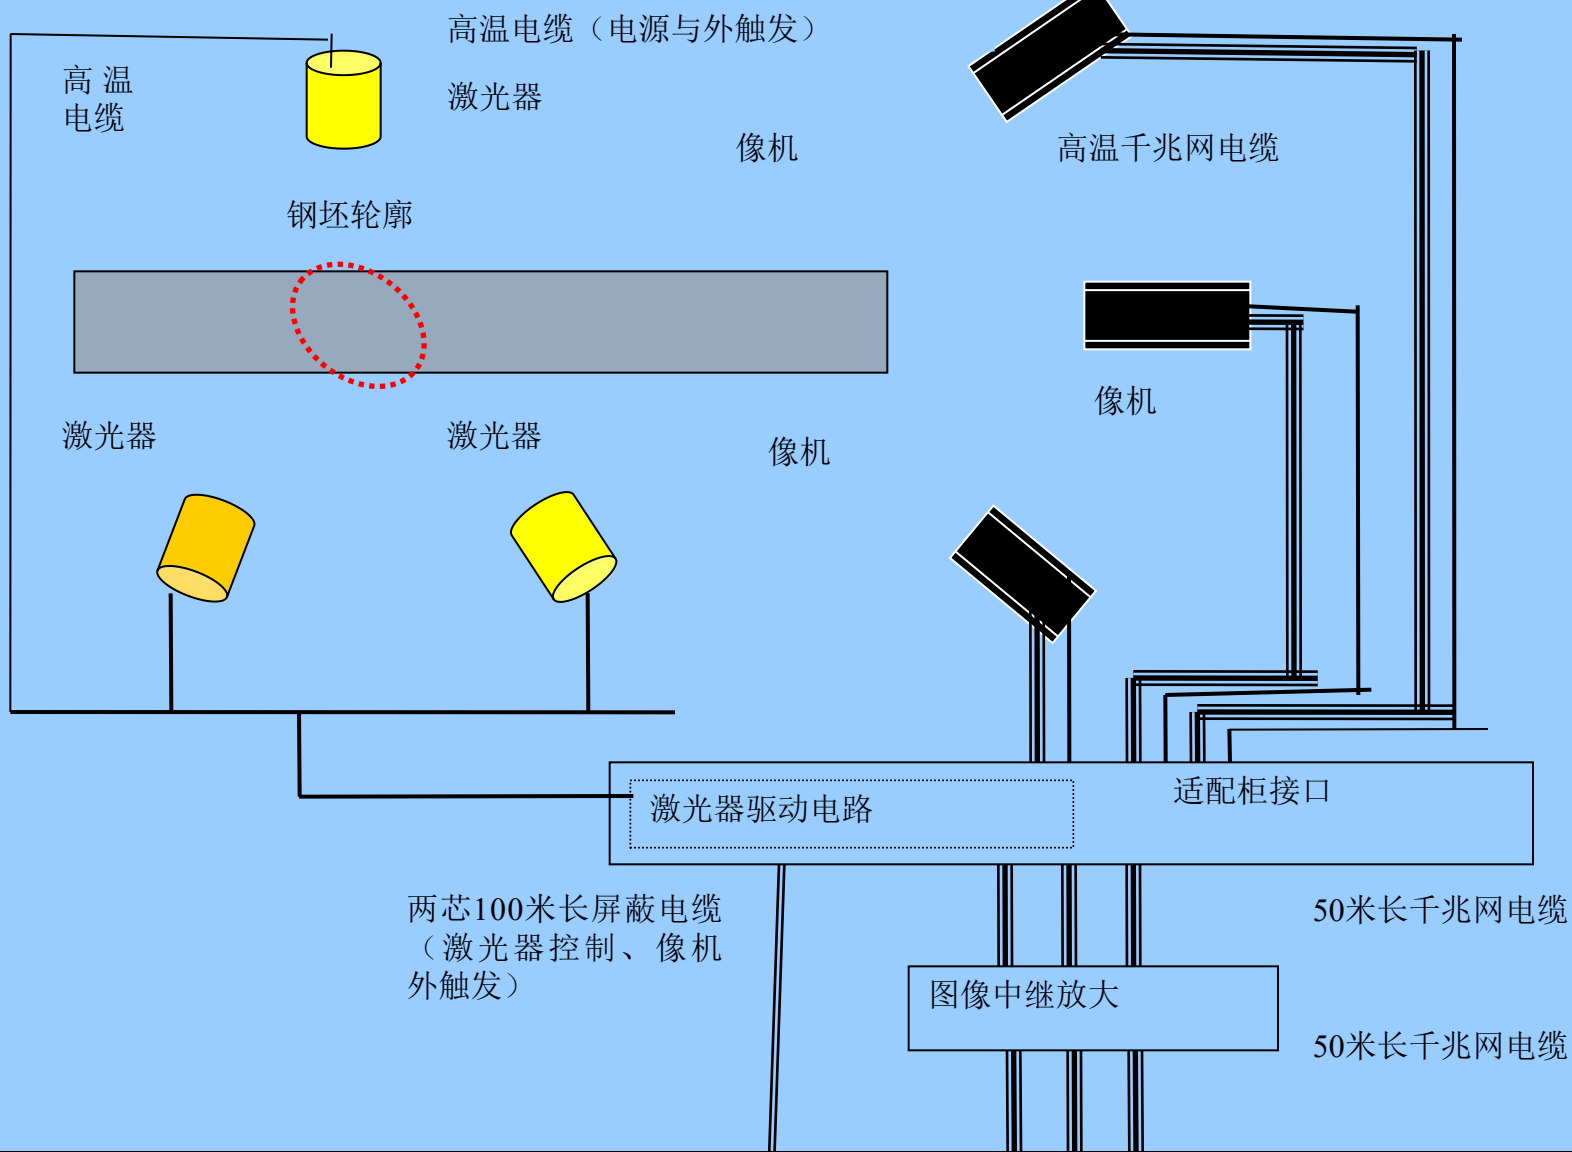 高温电缆（电源与外触发）
高 温
电缆
激光器
像机
高温千兆网电缆
钢坯轮廓
像机
激光器
激光器
像机
激光器驱动电路
适配柜接口
两芯100米长屏蔽电缆
（激光器控制、像机
外触发）
50米长千兆网电缆
图像中继放大
50米长千兆网电缆